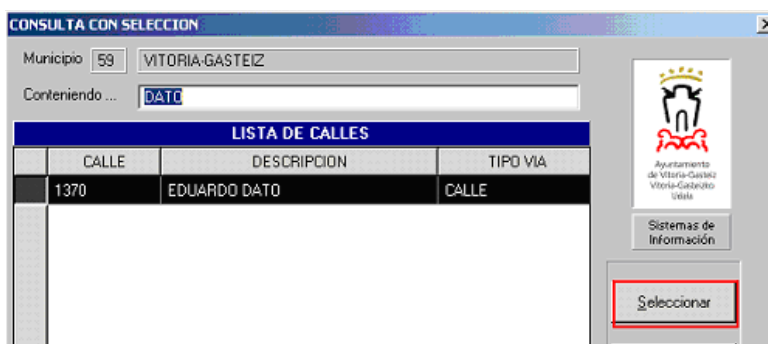 CONSULTA CON SELECCION
Municipio 59 VITORIA-GASTEIZ
Conteniendo ... DATO
LISTA DE CALLES
CALLE DESCRIPCION TIPO VIA
1370 EDUARDO DATO CALLE
Ayuntamiento
de Vitoria-Gasteiz
Vitoria-Gasteizko
Udala
Sistemas de
Información
Seleccionar